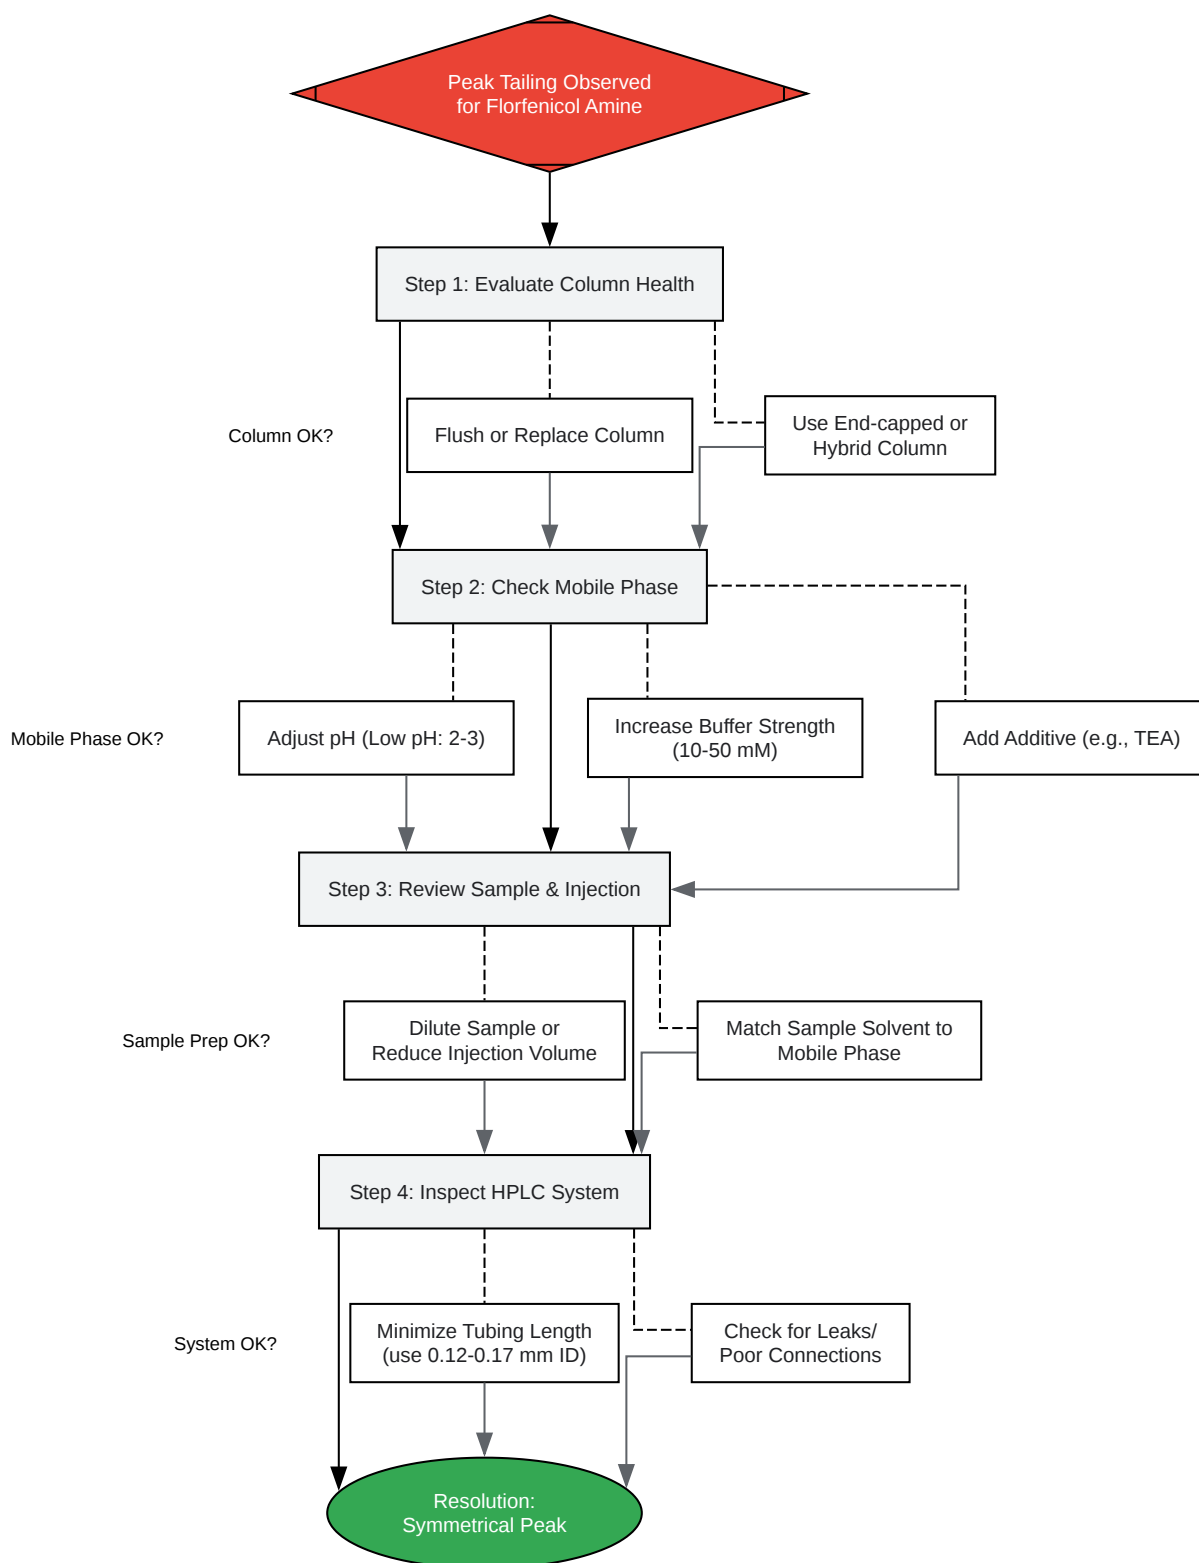 Peak Tailing Observed
for Florfenicol Amine
Step 1: Evaluate Column Health
Column OK?
Flush or Replace Column
Use End-capped or
Hybrid Column
Step 2: Check Mobile Phase
Mobile Phase OK?
Adjust pH (Low pH: 2-3)
Increase Buffer Strength
(10-50 mM)
Add Additive (e.g., TEA)
Step 3: Review Sample & Injection
Sample Prep OK?
Dilute Sample or
Reduce Injection Volume
Match Sample Solvent to
Mobile Phase
Step 4: Inspect HPLC System
System OK?
Minimize Tubing Length
(use 0.12-0.17 mm ID)
Check for Leaks/
Poor Connections
Resolution:
Symmetrical Peak